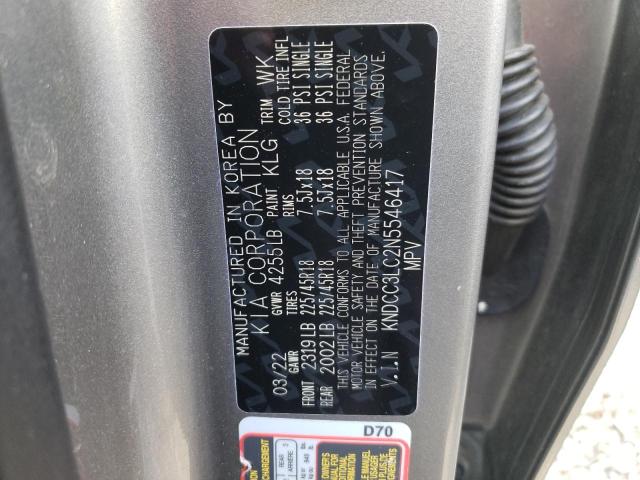 MANUFACTURED IN KOREA BY
KIA CORPORATION
03/22 GVWR 4255LB PAINT KLG TRIM WK
GAWR TIRES RIMS COLD TIRE INFL
FRONT 2319LB 225/45R18 7.5Jx18 36 PSI SINGLE
REAR 2002LB 225/45R18 7.5Jx18 36 PSI SINGLE
THIS VEHICLE CONFORMS TO ALL APPLICABLE U.S.A. FEDERAL
MOTOR VEHICLE SAFETY AND THEFT PREVENTION STANDARDS
IN EFFECT ON THE DATE OF MANUFACTURE SHOWN ABOVE.
V.I.N KNDCC3LC2N5546417
MPV
D70
REAR
ARRIÈRE